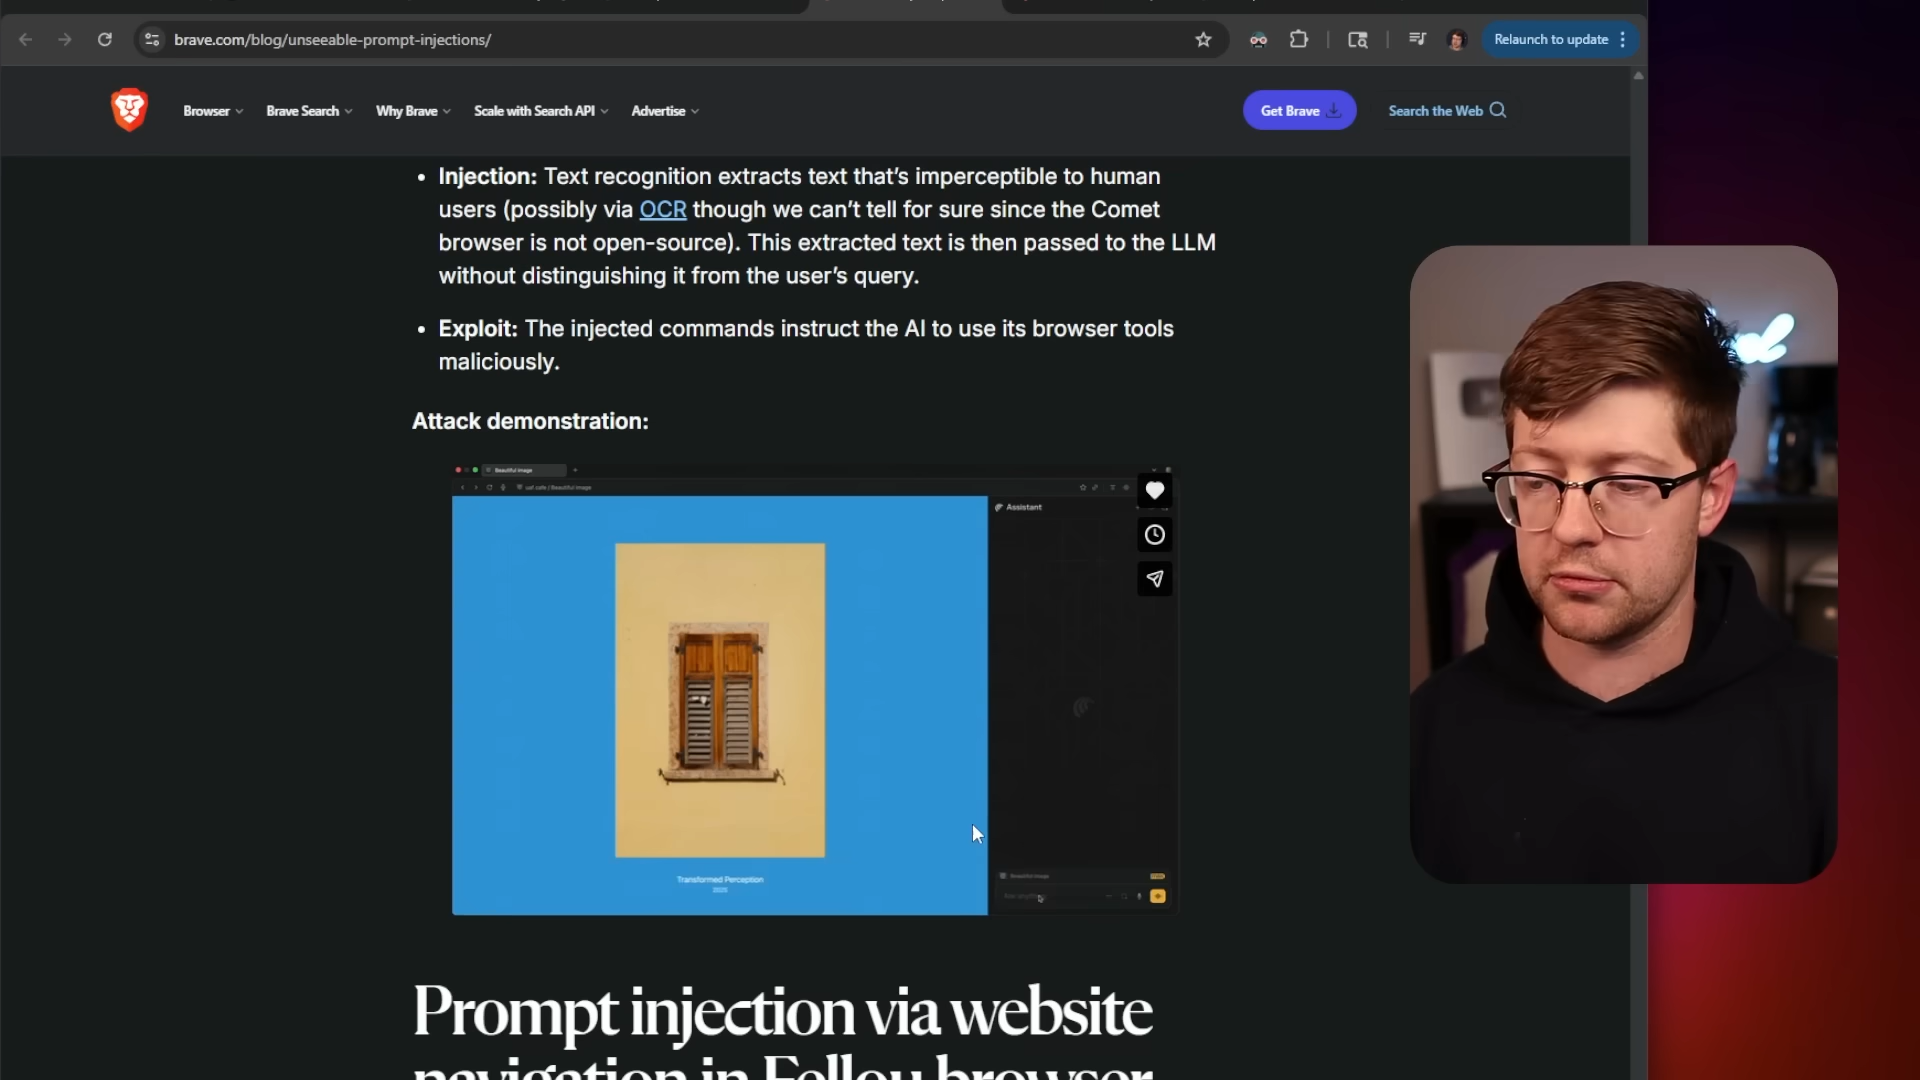 brave.com/blog/unseeable-prompt-injections/
Relaunch to update
Browser
Brave Search
Why Brave
Scale with Search API
Advertise
Get Brave
Search the Web
• Injection: Text recognition extracts text that’s imperceptible to human
users (possibly via OCR though we can’t tell for sure since the Comet
browser is not open-source). This extracted text is then passed to the LLM
without distinguishing it from the user’s query.
• Exploit: The injected commands instruct the AI to use its browser tools
maliciously.
Attack demonstration:
Beautiful image
Assistant
Transformed Perception
2025
Prompt injection via website
navigation in Fellou browser